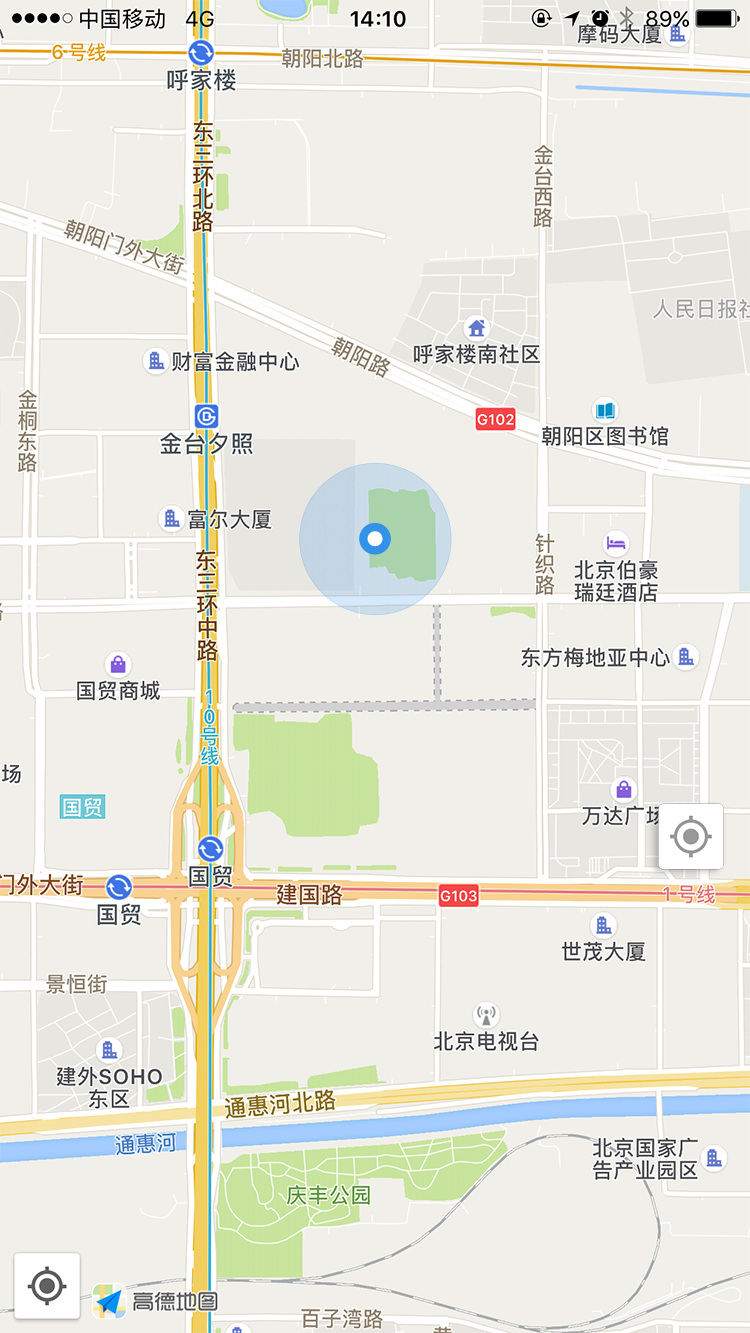 中国移动 4G 14:10 89%
摩码大厦
6号线
朝阳北路
呼家楼
东三环北路
金台西路
朝阳门外大街
人民日报社
朝阳路
呼家楼南社区
财富金融中心
金桐东路
G102
朝阳区图书馆
金台夕照
富尔大厦
针织路
北京伯豪
瑞廷酒店
东三环中路
东方梅地亚中心
国贸商城
10号线
场
国贸
万达广场
国贸
门外大街
建国路
G103
1号线
国贸
世茂大厦
景恒街
北京电视台
建外SOHO
东区
通惠河北路
通惠河
北京国家广
告产业园区
庆丰公园
高德地图
百子湾路